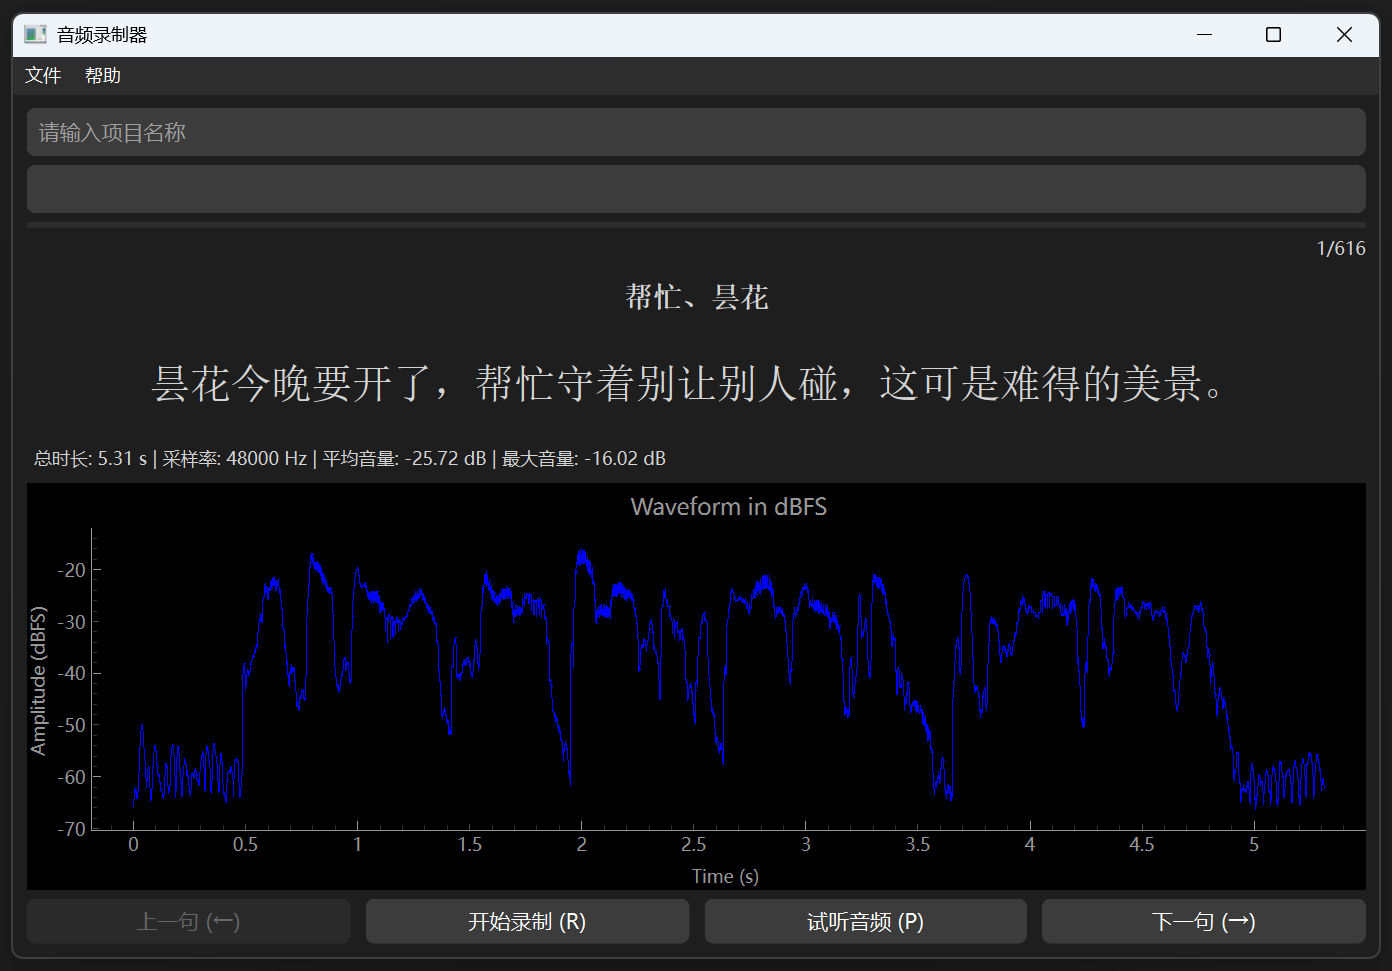 音频录制器
文件 帮助
请输入项目名称
1/616
帮忙、昙花
昙花今晚要开了，帮忙守着别让别人碰，这可是难得的美景。
总时长: 5.31 s | 采样率: 48000 Hz | 平均音量: -25.72 dB | 最大音量: -16.02 dB
Waveform in dBFS
Amplitude (dBFS)
-20
-30
-40
-50
-60
-70
0 0.5 1 1.5 2 2.5 3 3.5 4 4.5 5
Time (s)
上一句 (←) 开始录制 (R) 试听音频 (P) 下一句 (→)